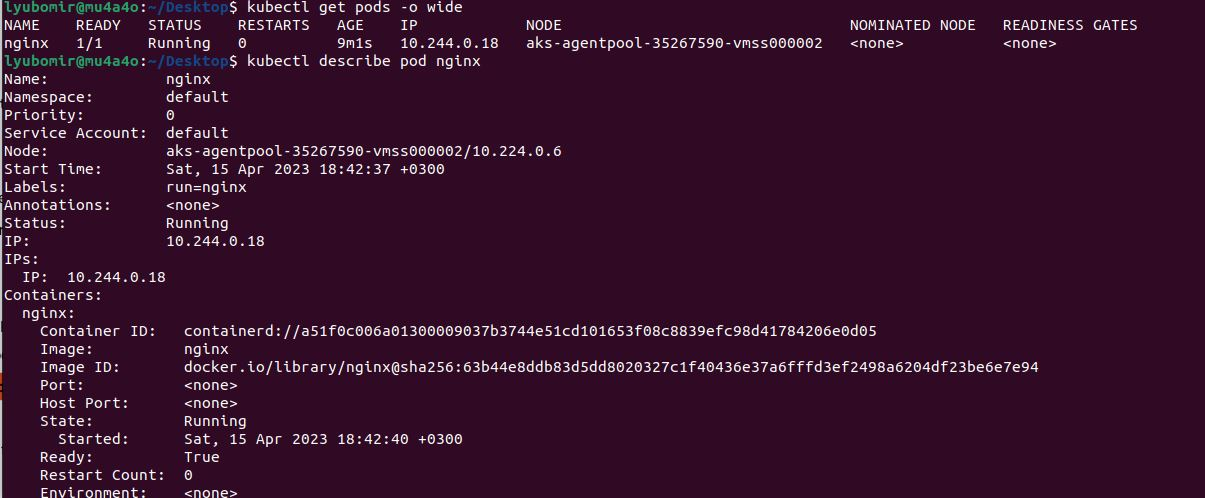 lyubomir@mu4a4o:~/Desktop$ kubectl get pods -o wide
NAME READY STATUS RESTARTS AGE IP NODE NOMINATED NODE READINESS GATES
nginx 1/1 Running 0 9m1s 10.244.0.18 aks-agentpool-35267590-vmss000002 <none> <none>
lyubomir@mu4a4o:~/Desktop$ kubectl describe pod nginx
Name: nginx
Namespace: default
Priority: 0
Service Account: default
Node: aks-agentpool-35267590-vmss000002/10.224.0.6
Start Time: Sat, 15 Apr 2023 18:42:37 +0300
Labels: run=nginx
Annotations: <none>
Status: Running
IP: 10.244.0.18
IPs:
IP: 10.244.0.18
Containers:
nginx:
Container ID: containerd://a51f0c006a01300009037b3744e51cd101653f08c8839efc98d41784206e0d05
Image: nginx
Image ID: docker.io/library/nginx@sha256:63b44e8ddb83d5dd8020327c1f40436e37a6fffd3ef2498a6204df23be6e7e94
Port: <none>
Host Port: <none>
State: Running
Started: Sat, 15 Apr 2023 18:42:40 +0300
Ready: True
Restart Count: 0
Environment: <none>